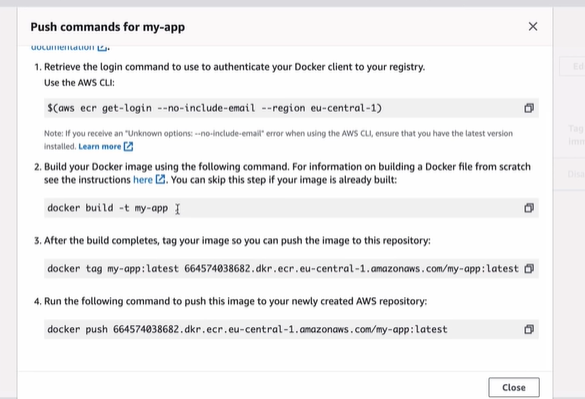 Push commands for my-app
documentation
1. Retrieve the login command to use to authenticate your Docker client to your registry.
Use the AWS CLI:
$(aws ecr get-login --no-include-email --region eu-central-1)
Note: If you receive an "Unknown options: --no-include-email" error when using the AWS CLI, ensure that you have the latest version
installed. Learn more
2. Build your Docker image using the following command. For information on building a Docker file from scratch
see the instructions here . You can skip this step if your image is already built:
docker build -t my-app
3. After the build completes, tag your image so you can push the image to this repository:
docker tag my-app:latest 664574038682.dkr.ecr.eu-central-1.amazonaws.com/my-app:latest
4. Run the following command to push this image to your newly created AWS repository:
docker push 664574038682.dkr.ecr.eu-central-1.amazonaws.com/my-app:latest
Close
Ed
Tag